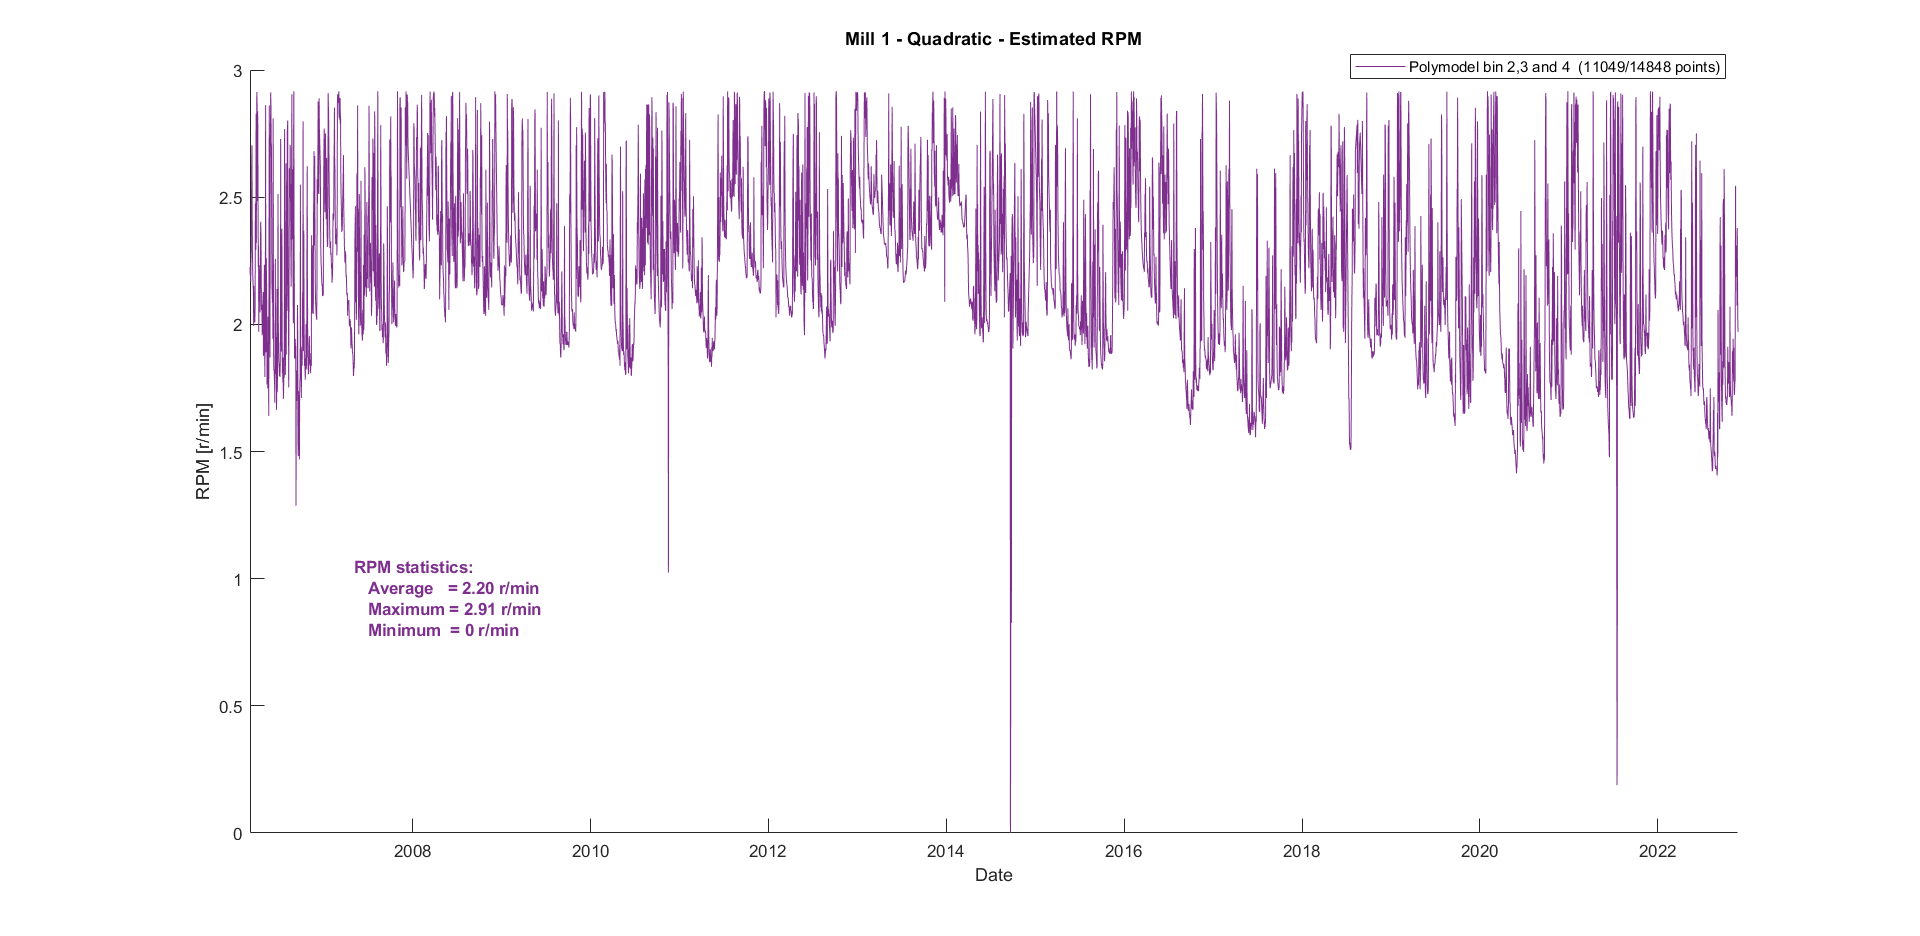 Mill 1 - Quadratic - Estimated RPM
Polymodel bin 2,3 and 4 (11049/14848 points)
3
2.5
2
1.5
1
0.5
0
RPM [r/min]
RPM statistics:
Average = 2.20 r/min
Maximum = 2.91 r/min
Minimum = 0 r/min
2008 2010 2012 2014 2016 2018 2020 2022
Date